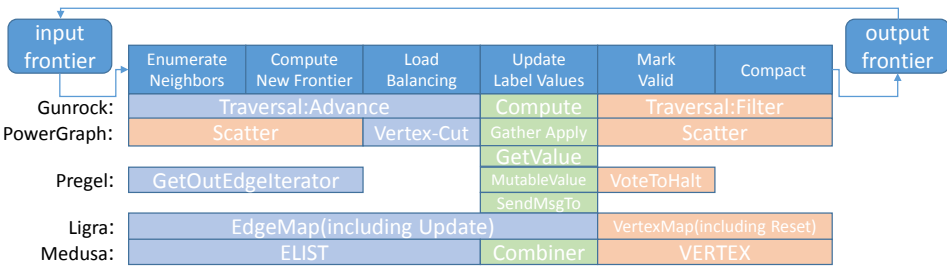 input
frontier
output
frontier
Enumerate
Neighbors
Compute
New Frontier
Load
Balancing
Update
Label Values
Mark
Valid
Compact
Gunrock: Traversal:Advance Compute Traversal:Filter
PowerGraph: Scatter Vertex-Cut Gather Apply Scatter
GetValue
Pregel: GetOutEdgeIterator MutableValue VoteToHalt
SendMsgTo
Ligra: EdgeMap(including Update) VertexMap(including Reset)
Medusa: ELIST Combiner VERTEX